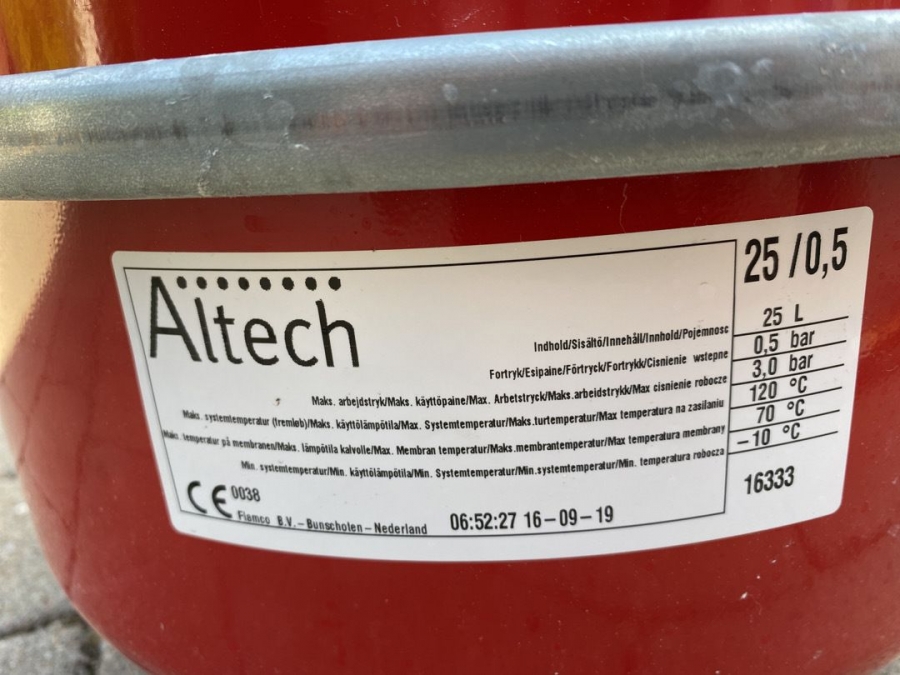 Altech
25/0,5
Indhold/Sisältö/Innehåll/Innhold/Pojemnosc 25 L
Fortryk/Esipaine/Förtryck/Fortrykk/Cisnienie wstepne 0,5 bar
Maks. arbejdstryk/Maks. käyttöpaine/Max. Arbetstryck/Maks.arbeidstrykk/Max cisnienie robocze 3,0 bar
Maks. systemtemperatur (fremløb)/Maks. käyttölämpötila/Max. Systemtemperatur/Maks.turtemperatur/Max temperatura na zasilaniu 120 °C
Maks. temperatur på membranen/Maks. lämpötila kalvolle/Max. Membran temperatur/Maks.membrantemperatur/Max temperatura membrany 70 °C
Min. systemtemperatur/Min. käyttölämpötila/Min. Systemtemperatur/Min.systemtemperatur/Min. temperatura robocza -10 °C
CE 0038
Flamco B.V.-Bunschoten-Nederland 06:52:27 16-09-19
16333